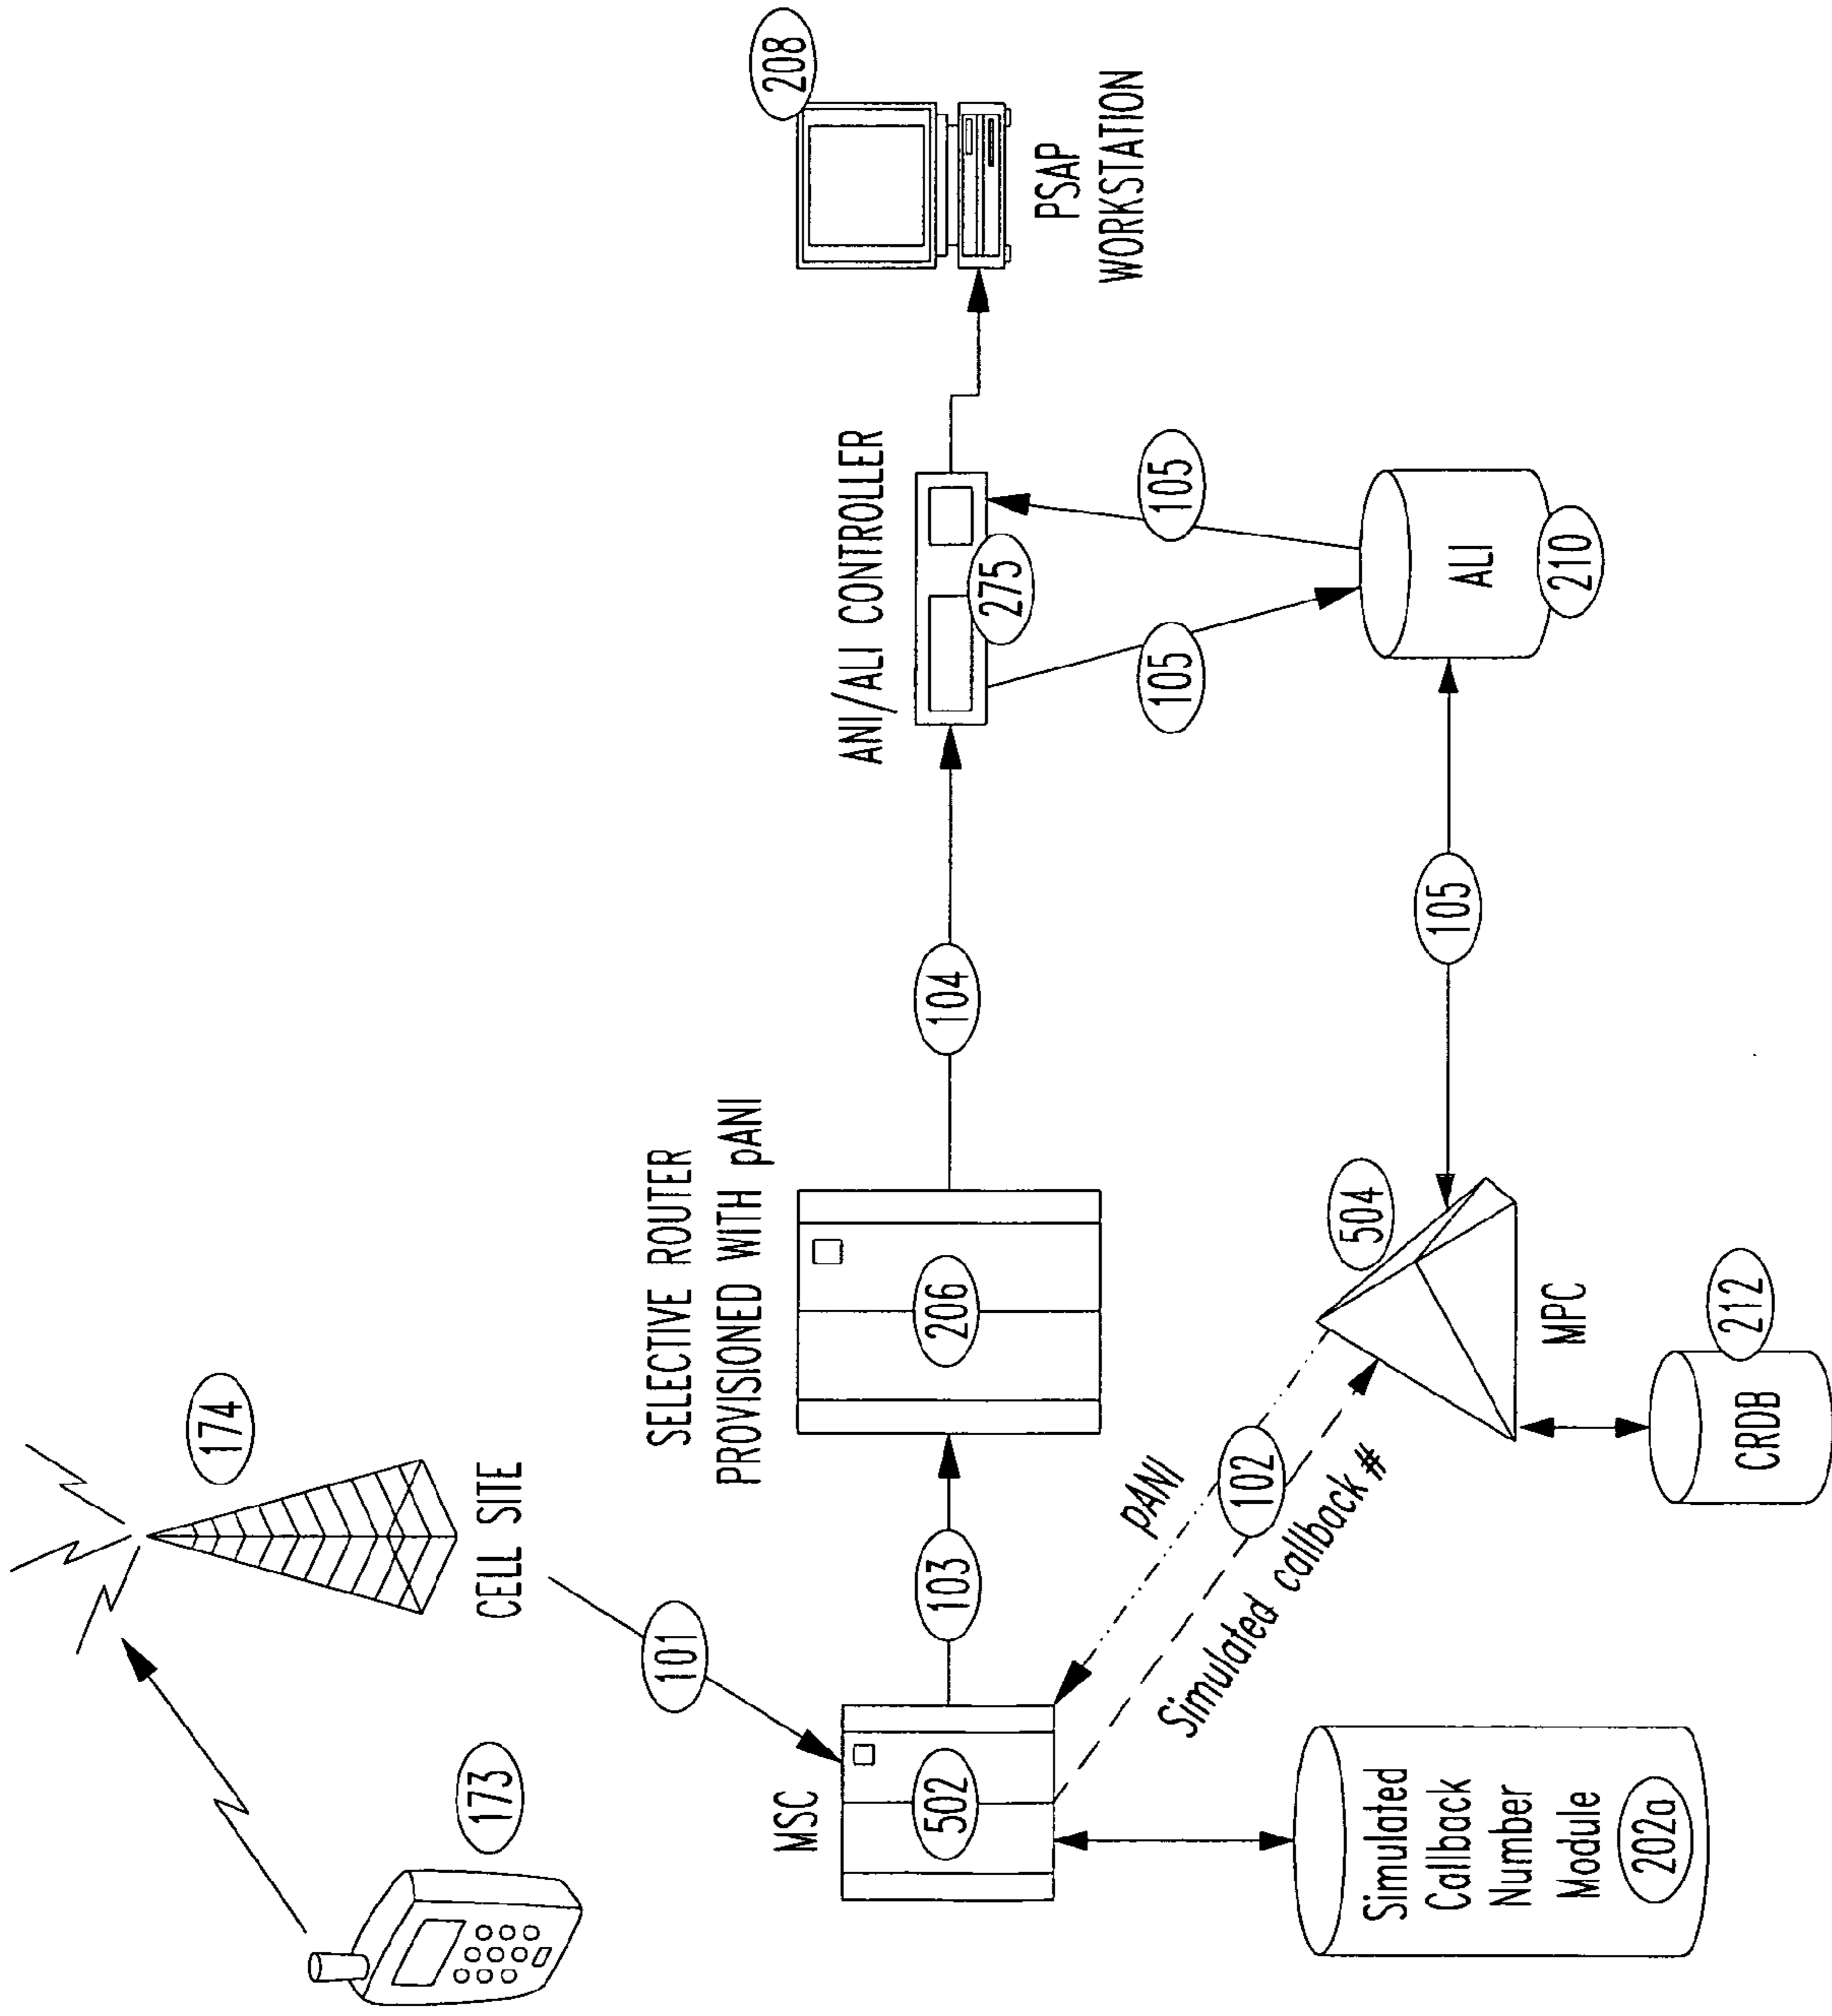 173
174
CELL SITE
101
MSC
502
103
SELECTIVE ROUTER
PROVISIONED WITH pANI
206
104
ANI/ALI CONTROLLER
275
208
PSAP
WORKSTATION
105
105
ALI
210
105
504
MPC
CRDB
212
pANI
102
Simulated callback #
Simulated
Callback
Number
Module
202a